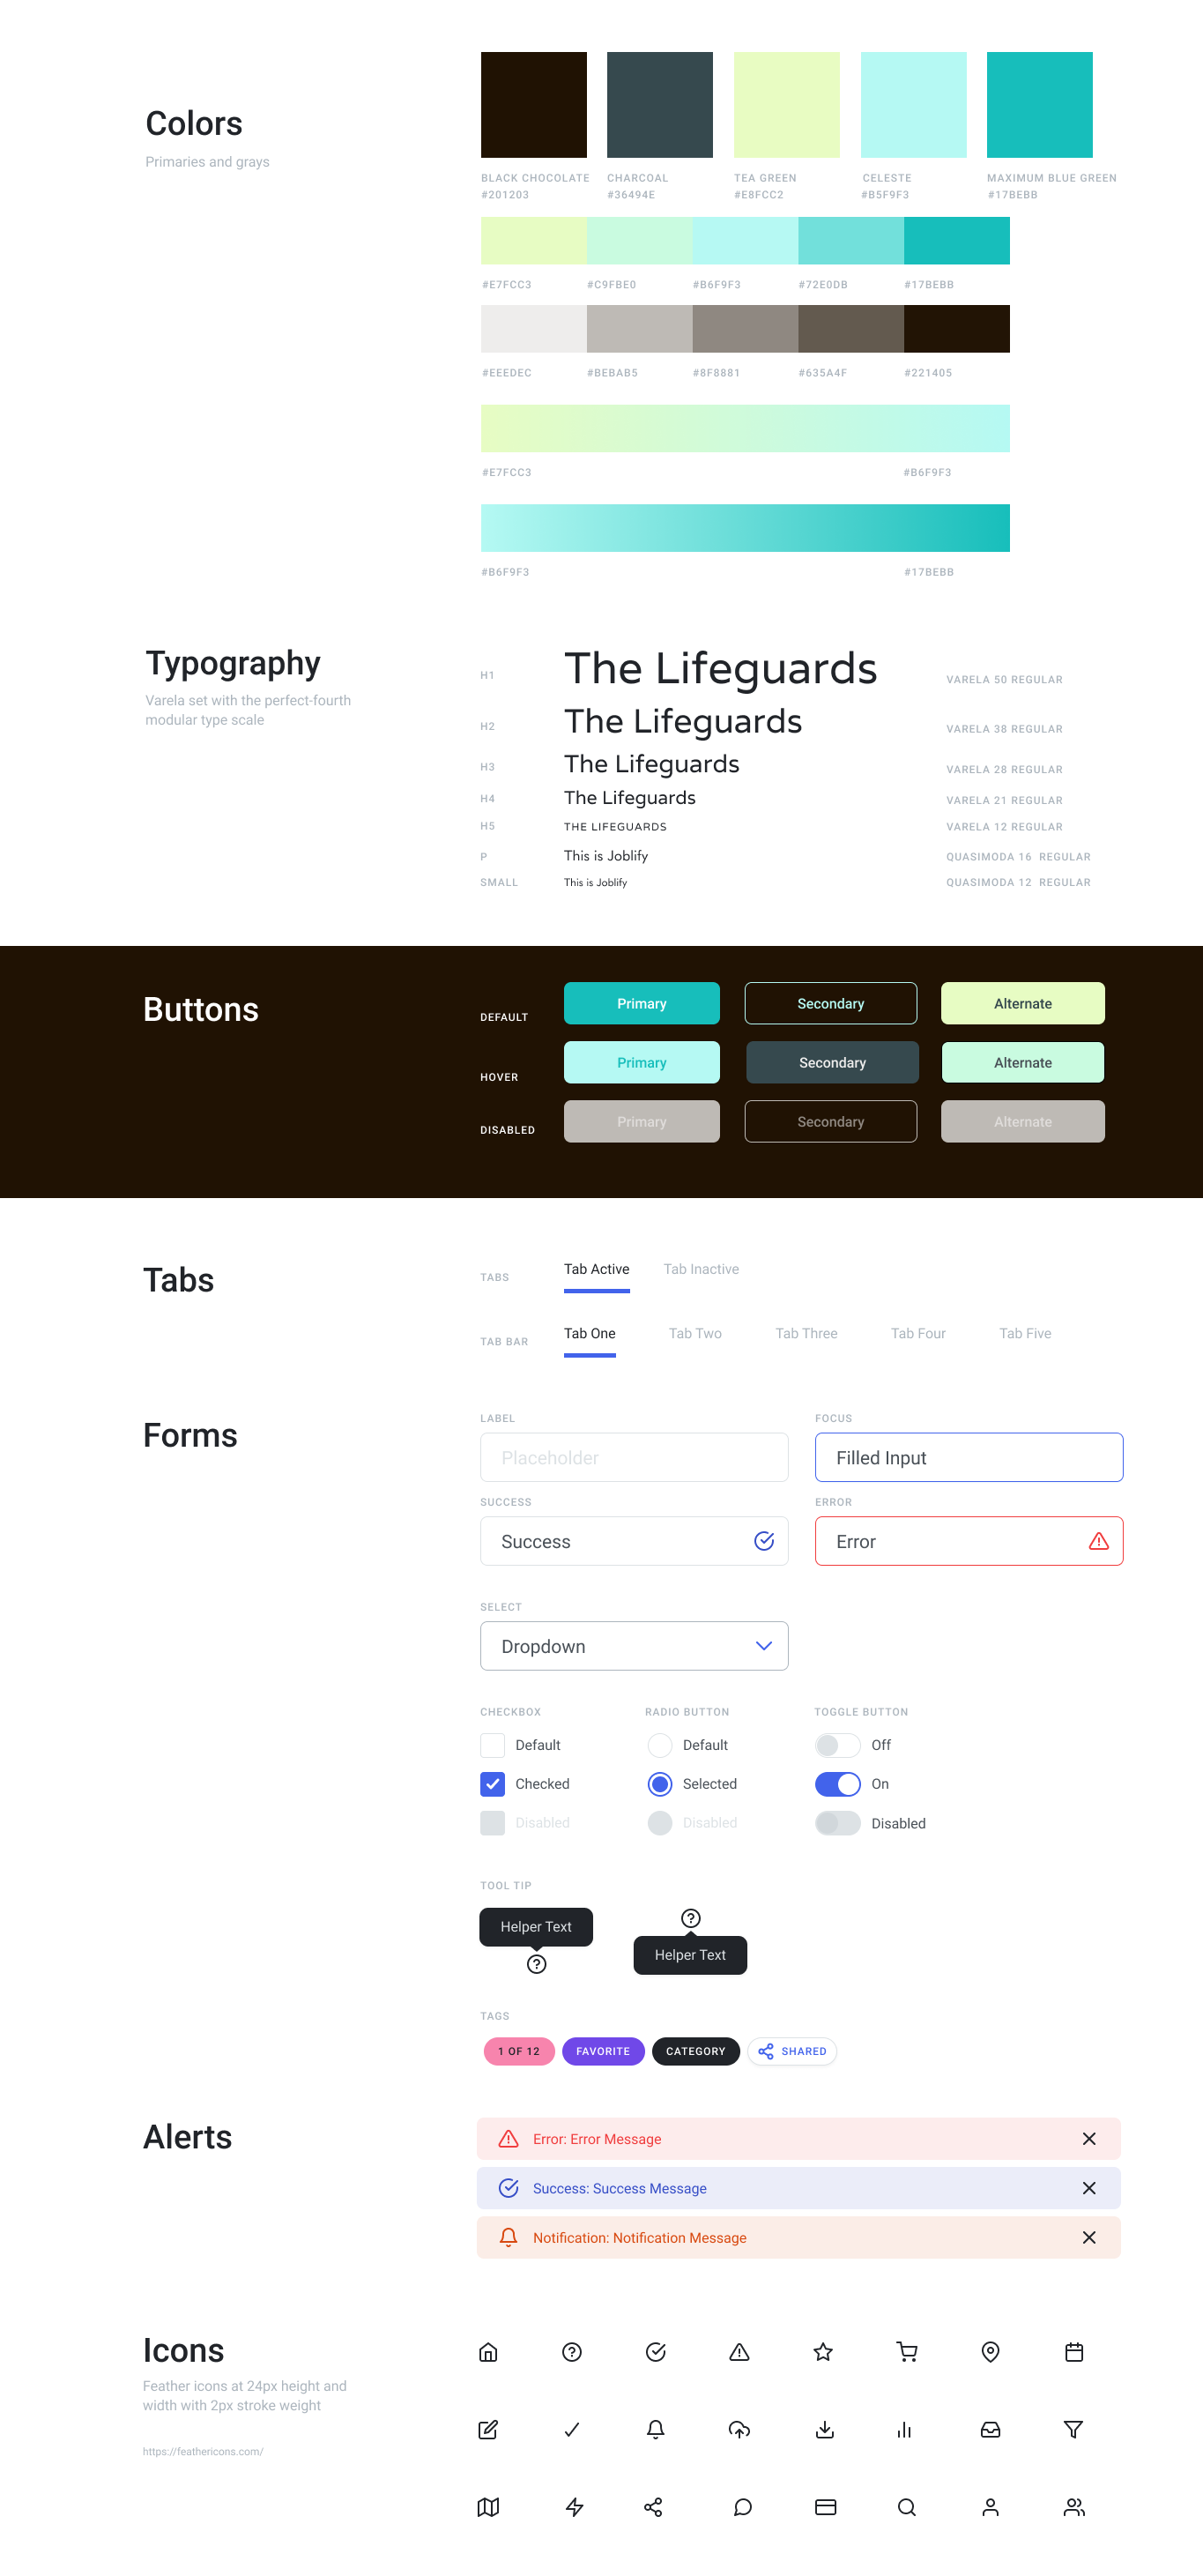 Colors
Primaries and grays
BLACK CHOCOLATE
#201203
CHARCOAL
#36494E
TEA GREEN
#E8FCC2
CELESTE
#B5F9F3
MAXIMUM BLUE GREEN
#17BEBB
#E7FCC3 #C9FBE0 #B6F9F3 #72E0DB #17BEBB
#EEEDEC #BEBAB5 #8F8881 #635A4F #221405
#E7FCC3 #B6F9F3
#B6F9F3 #17BEBB
Typography
Varela set with the perfect-fourth
modular type scale
H1 The Lifeguards VARELA 50 REGULAR
H2 The Lifeguards VARELA 38 REGULAR
H3 The Lifeguards VARELA 28 REGULAR
H4 The Lifeguards VARELA 21 REGULAR
H5 THE LIFEGUARDS VARELA 12 REGULAR
P This is Joblify QUASIMODA 16 REGULAR
SMALL This is Joblify QUASIMODA 12 REGULAR
Buttons
DEFAULT Primary Secondary Alternate
HOVER Primary Secondary Alternate
DISABLED Primary Secondary Alternate
Tabs
TABS Tab Active Tab Inactive
TAB BAR Tab One Tab Two Tab Three Tab Four Tab Five
Forms
LABEL FOCUS
Placeholder Filled Input
SUCCESS ERROR
Success Error
SELECT
Dropdown
CHECKBOX RADIO BUTTON TOGGLE BUTTON
Default Default Off
Checked Selected On
Disabled Disabled Disabled
TOOL TIP
Helper Text
Helper Text
TAGS
1 OF 12 FAVORITE CATEGORY SHARED
Alerts
Error: Error Message
Success: Success Message
Notification: Notification Message
Icons
Feather icons at 24px height and
width with 2px stroke weight
https://feathericons.com/